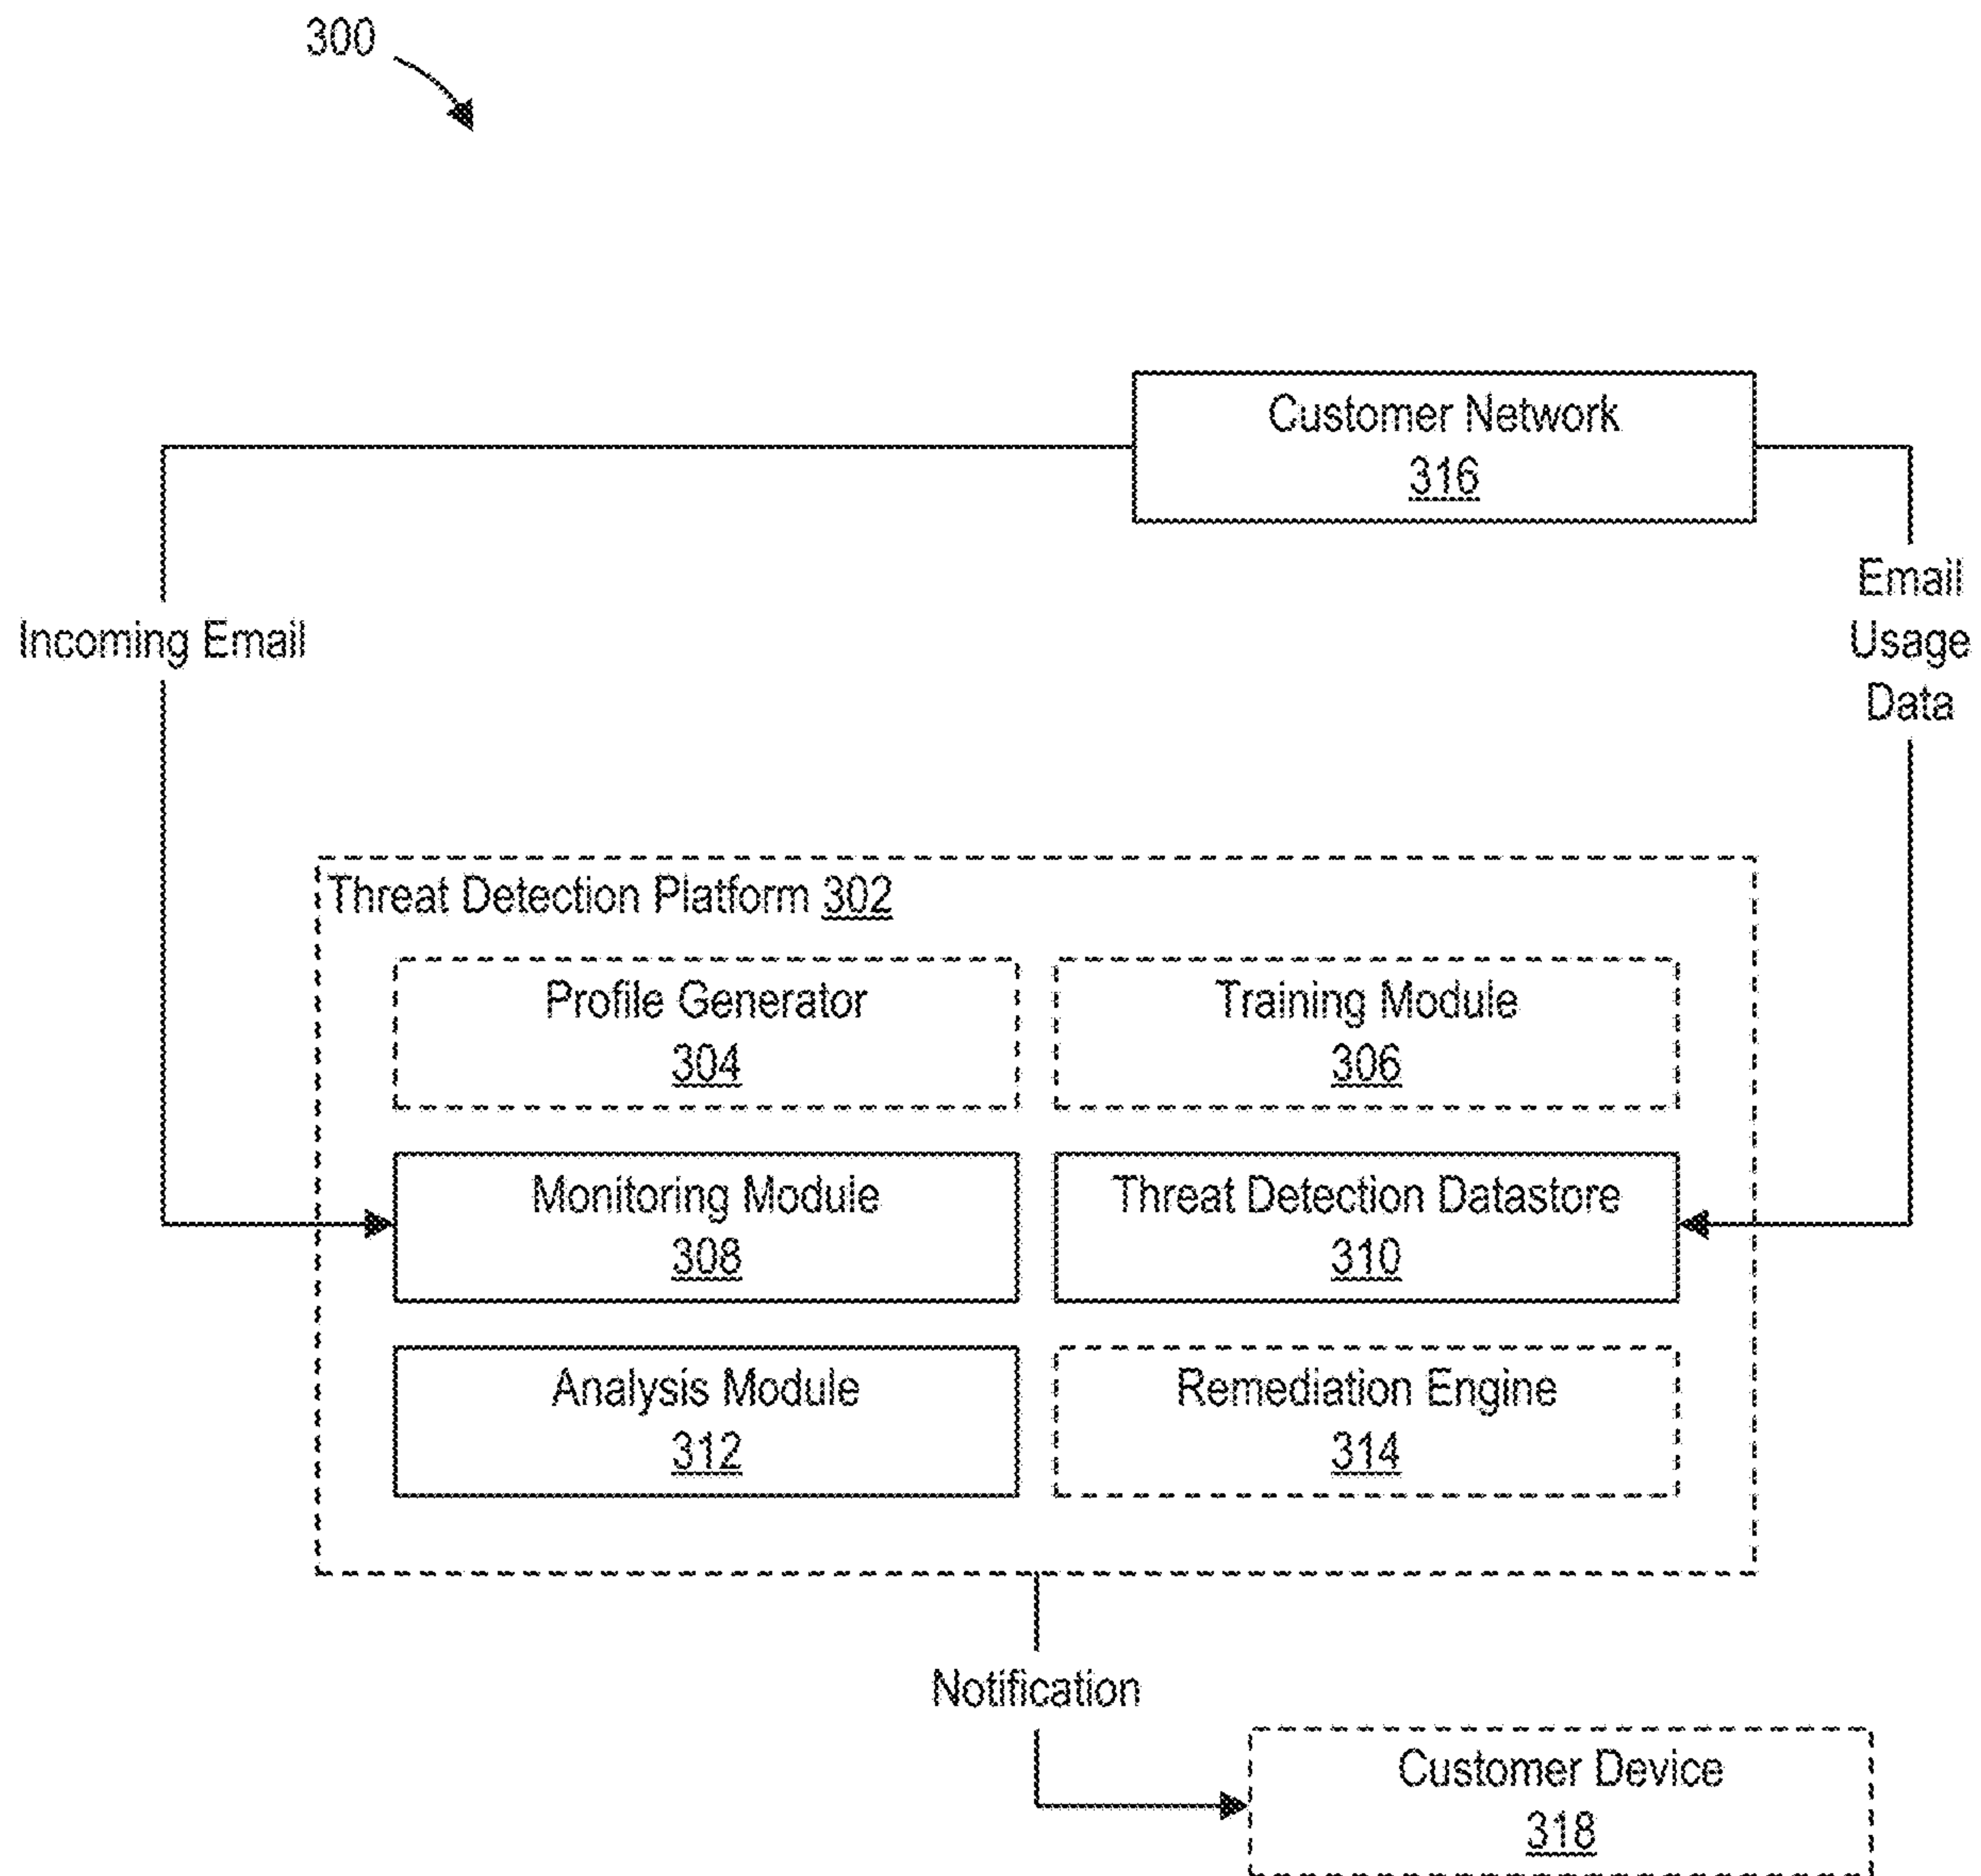 300
Customer Network
316
Incoming Email
Email
Usage
Data
Threat Detection Platform 302
Profile Generator
304
Training Module
306
Monitoring Module
308
Threat Detection Datastore
310
Analysis Module
312
Remediation Engine
314
Notification
Customer Device
318